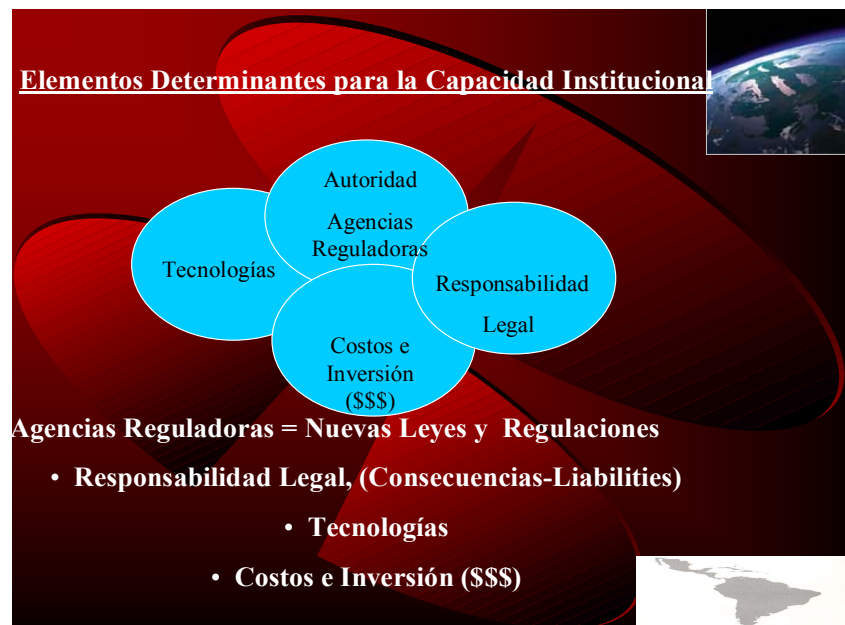 Elementos Determinantes para la Capacidad Institucional
Autoridad
Agencias
Reguladoras
Tecnologías
Responsabilidad
Legal
Costos e
Inversión
($$$)
Agencias Reguladoras = Nuevas Leyes y Regulaciones
• Responsabilidad Legal, (Consecuencias-Liabilities)
• Tecnologías
• Costos e Inversión ($$$)